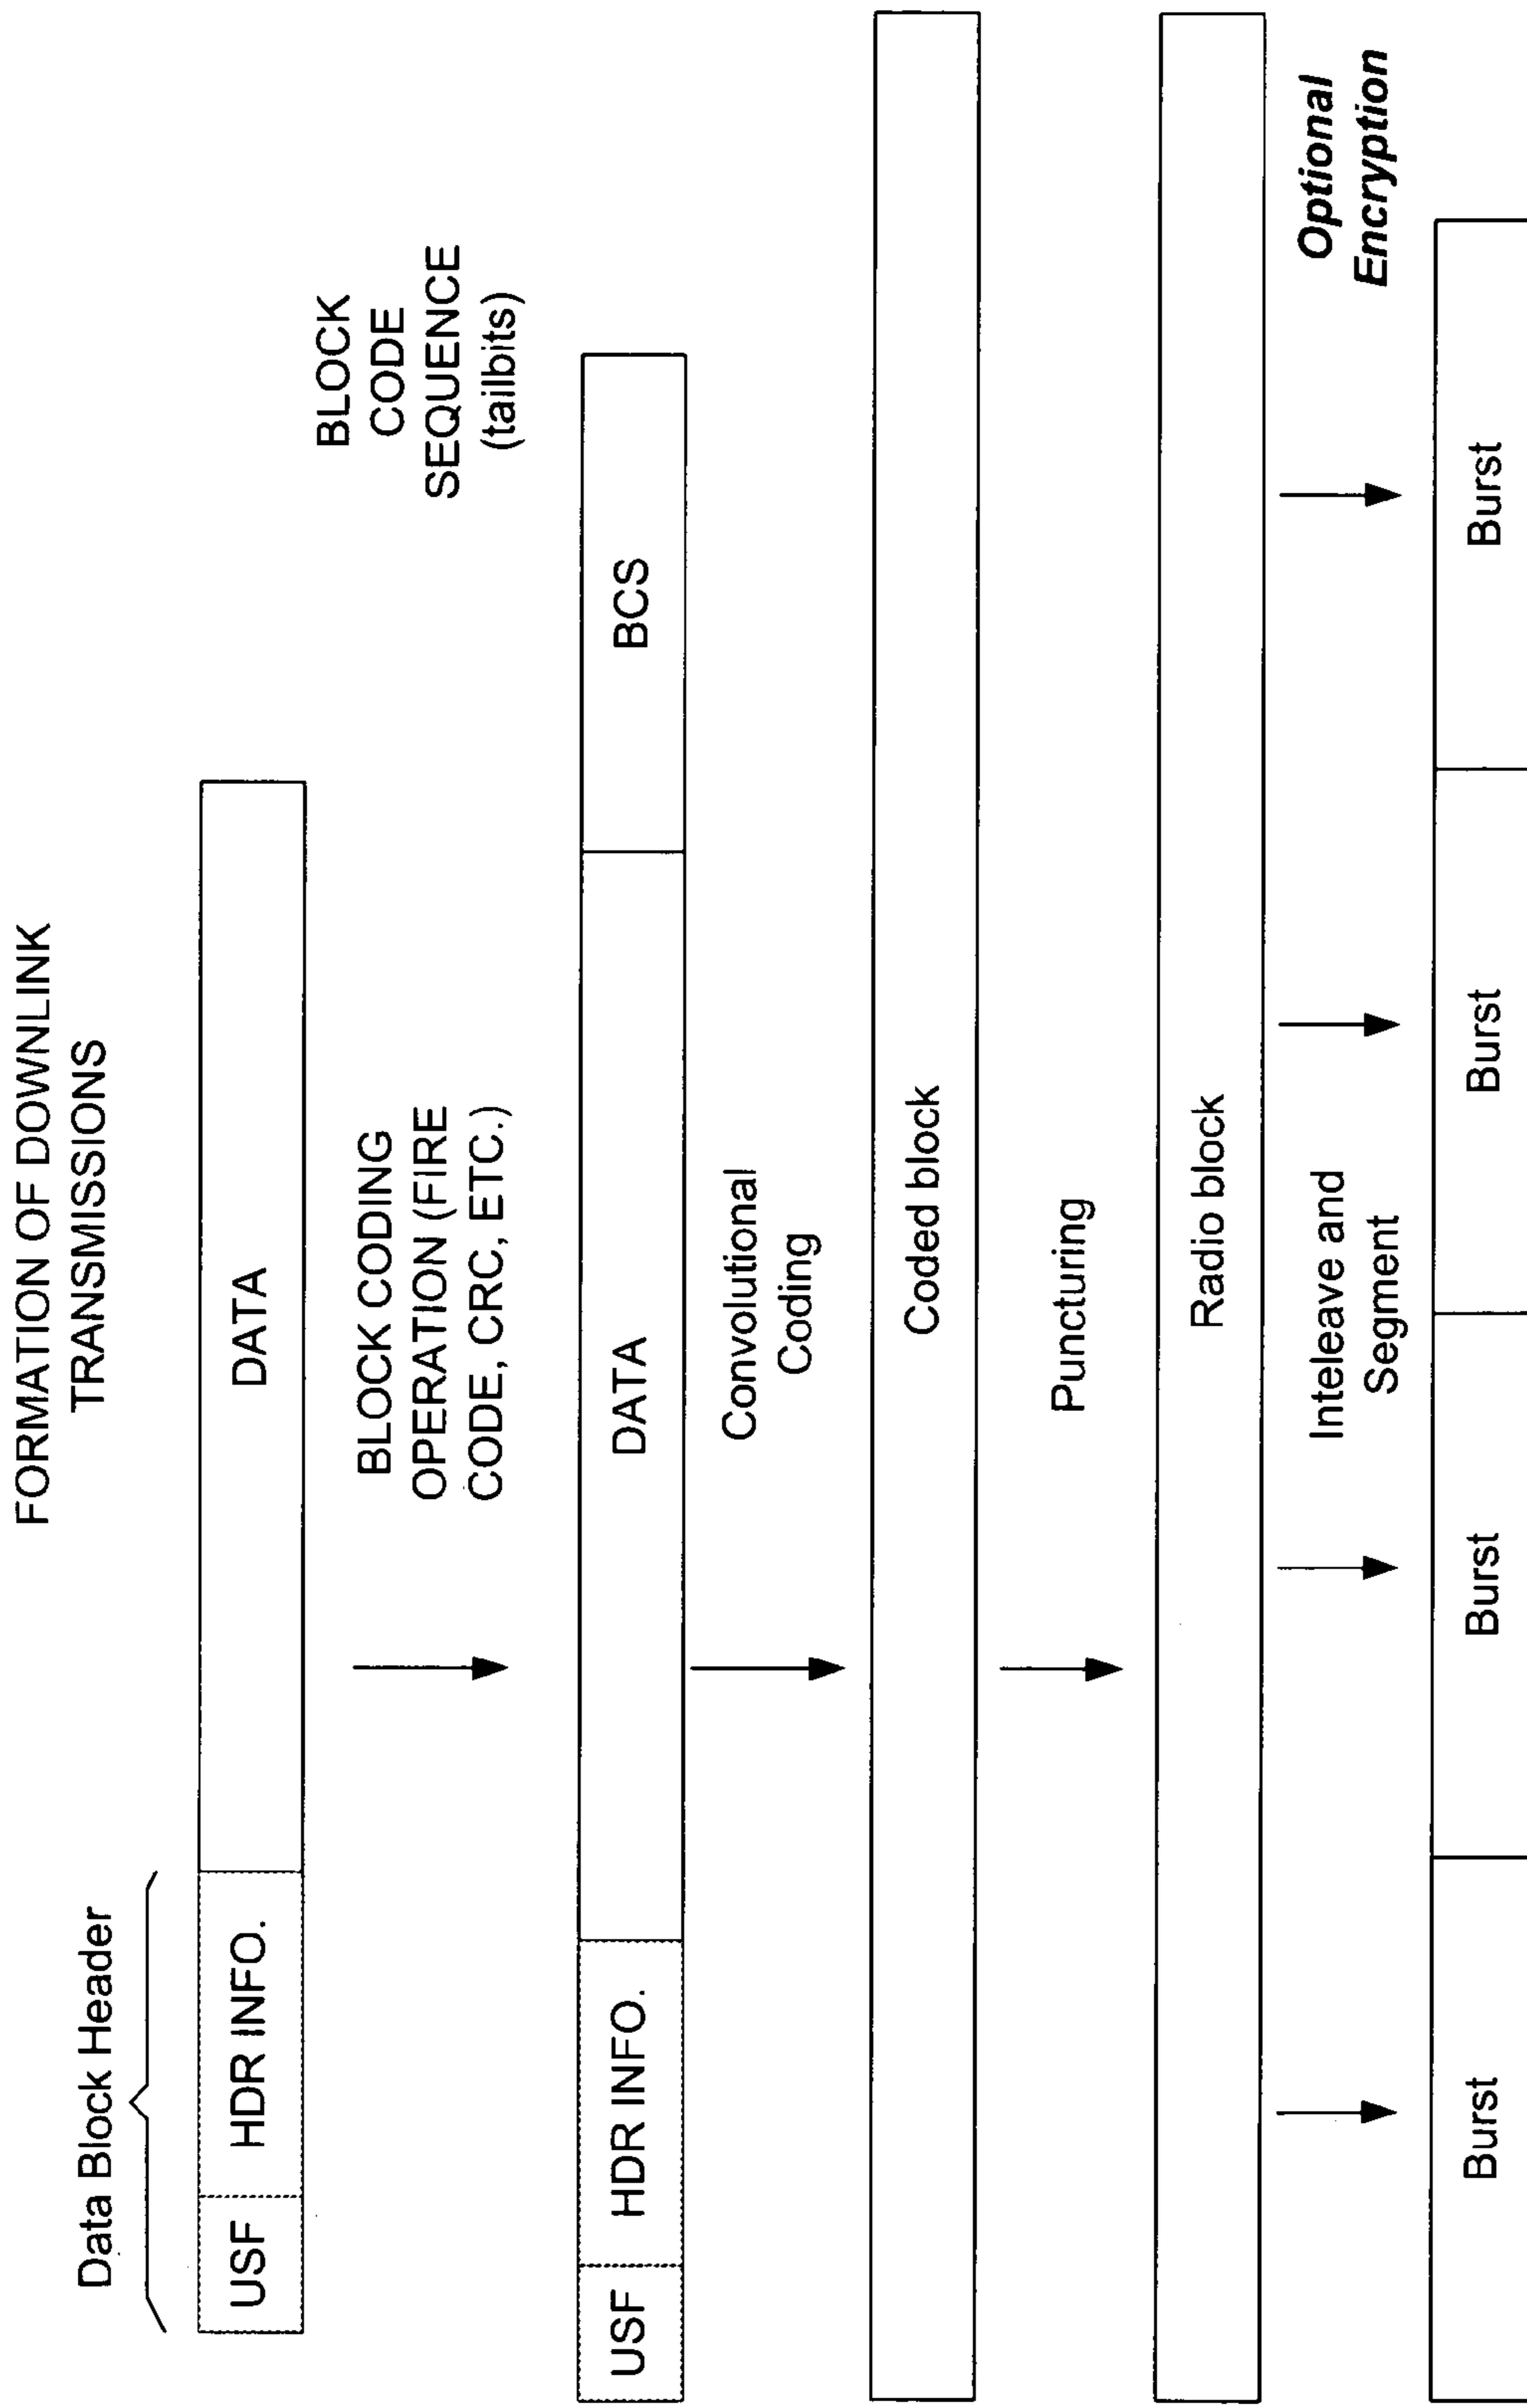 FORMATION OF DOWNLINK
TRANSMISSIONS
Data Block Header
USF
HDR INFO.
DATA
BLOCK CODING
OPERATION (FIRE
CODE, CRC, ETC.)
BLOCK
CODE
SEQUENCE
(tailbits)
USF
HDR INFO.
DATA
BCS
Convolutional
Coding
Coded block
Puncturing
Radio block
Inteleave and
Segment
Optional
Encryption
Burst
Burst
Burst
Burst